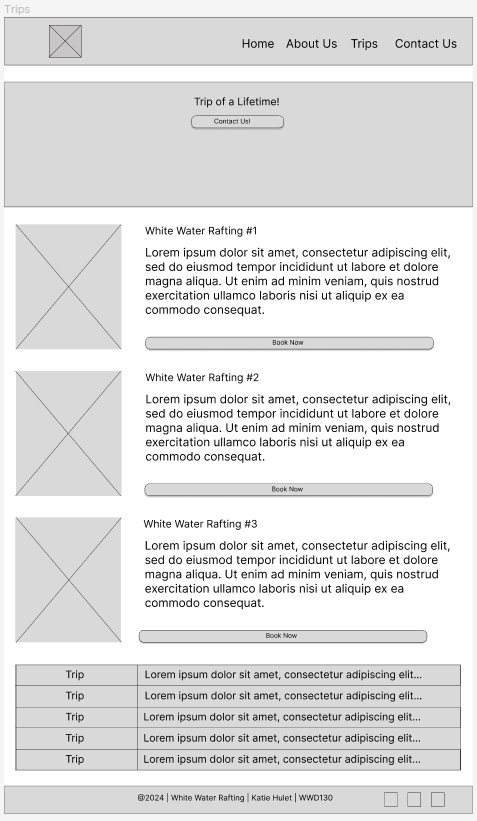 Trips
Home About Us Trips Contact Us
Trip of a Lifetime!
Contact Us!
White Water Rafting #1
Lorem ipsum dolor sit amet, consectetur adipiscing elit,
sed do eiusmod tempor incididunt ut labore et dolore
magna aliqua. Ut enim ad minim veniam, quis nostrud
exercitation ullamco laboris nisi ut aliquip ex ea
commodo consequat.
Book Now
White Water Rafting #2
Lorem ipsum dolor sit amet, consectetur adipiscing elit,
sed do eiusmod tempor incididunt ut labore et dolore
magna aliqua. Ut enim ad minim veniam, quis nostrud
exercitation ullamco laboris nisi ut aliquip ex ea
commodo consequat.
Book Now
White Water Rafting #3
Lorem ipsum dolor sit amet, consectetur adipiscing elit,
sed do eiusmod tempor incididunt ut labore et dolore
magna aliqua. Ut enim ad minim veniam, quis nostrud
exercitation ullamco laboris nisi ut aliquip ex ea
commodo consequat.
Book Now
Trip Lorem ipsum dolor sit amet, consectetur adipiscing elit...
Trip Lorem ipsum dolor sit amet, consectetur adipiscing elit...
Trip Lorem ipsum dolor sit amet, consectetur adipiscing elit...
Trip Lorem ipsum dolor sit amet, consectetur adipiscing elit...
Trip Lorem ipsum dolor sit amet, consectetur adipiscing elit...
@2024 | White Water Rafting | Katie Hulet | WWD130